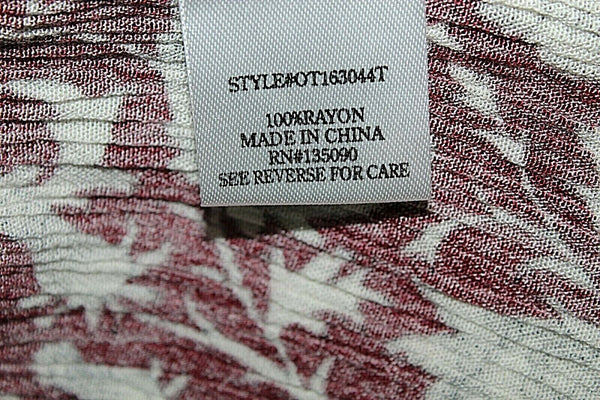 STYLE#OT163044T
100%RAYON
MADE IN CHINA
RN#135090
SEE REVERSE FOR CARE